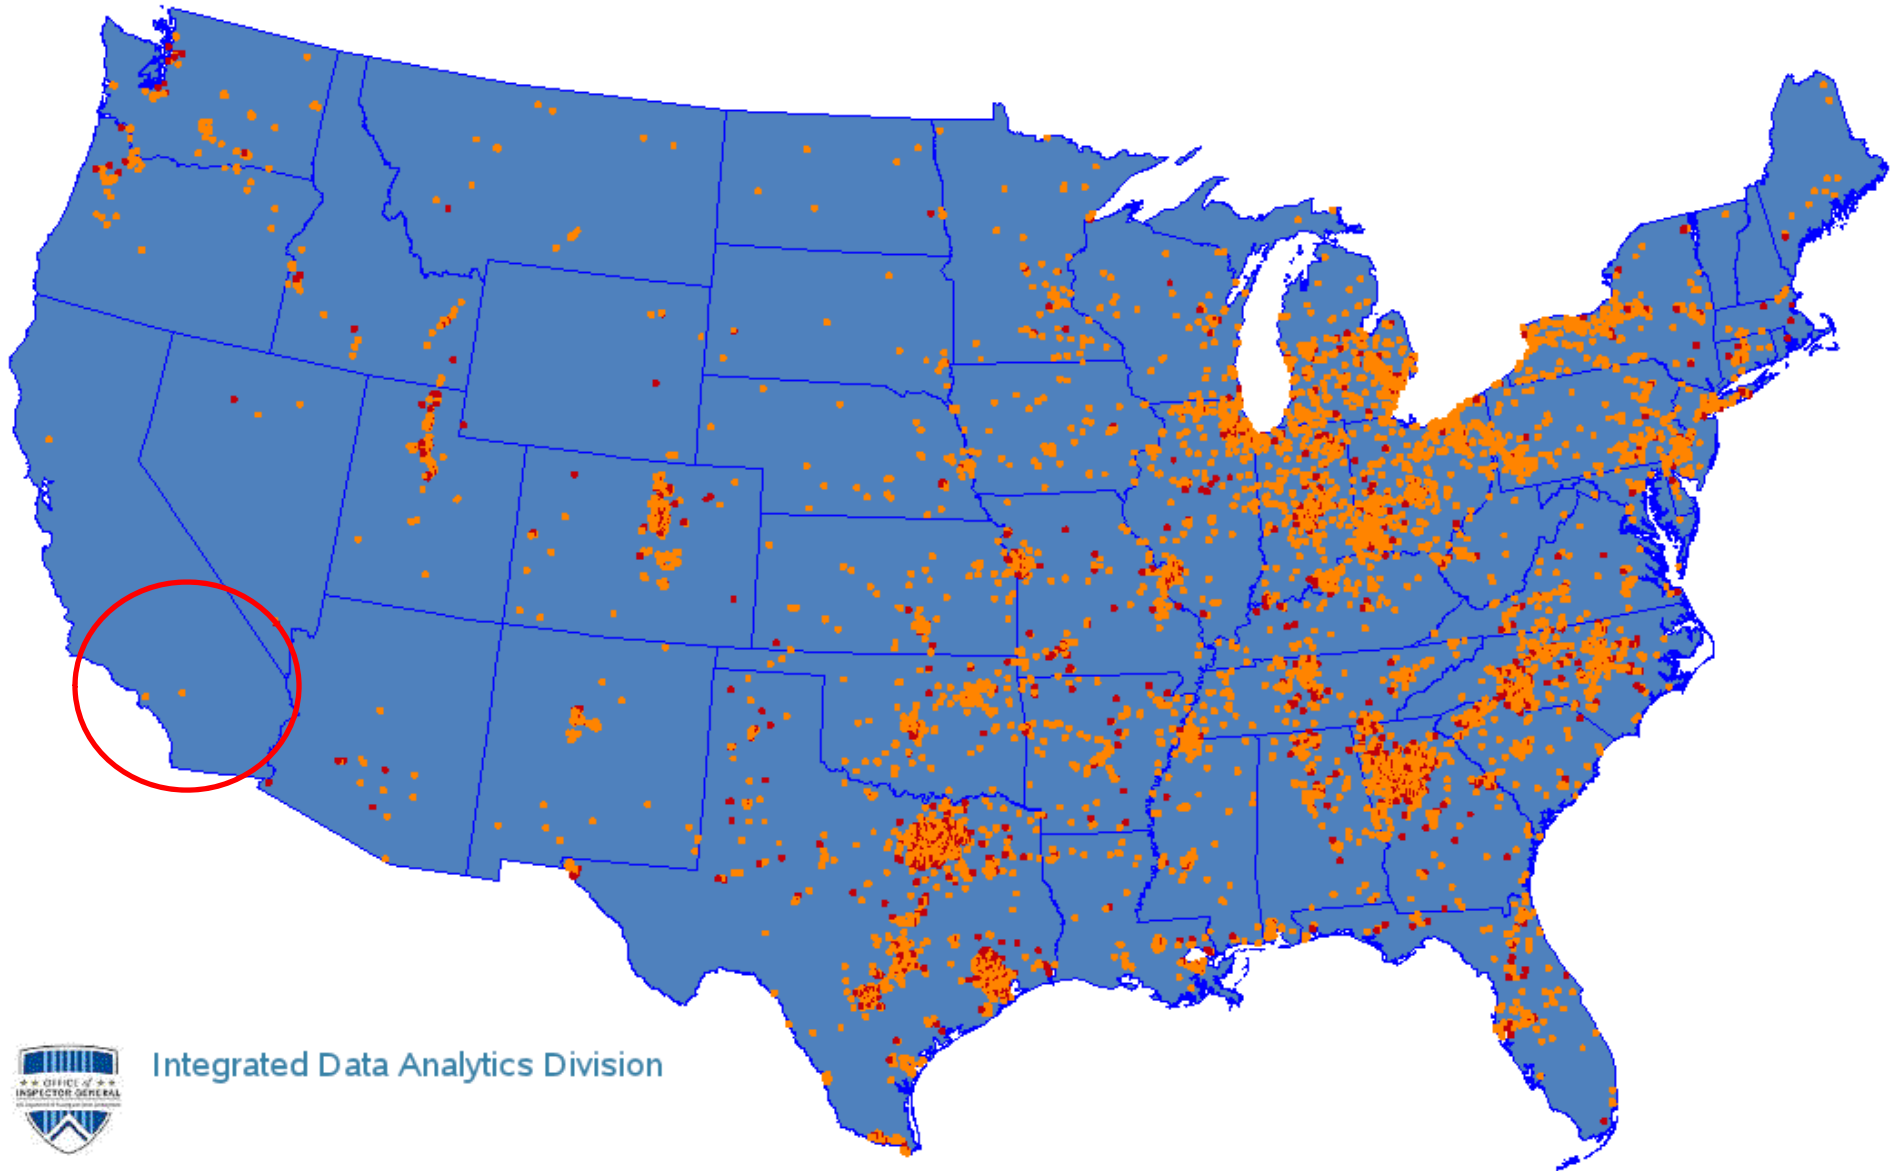 Integrated Data Analytics Division
OFFICE of
INSPECTOR GENERAL